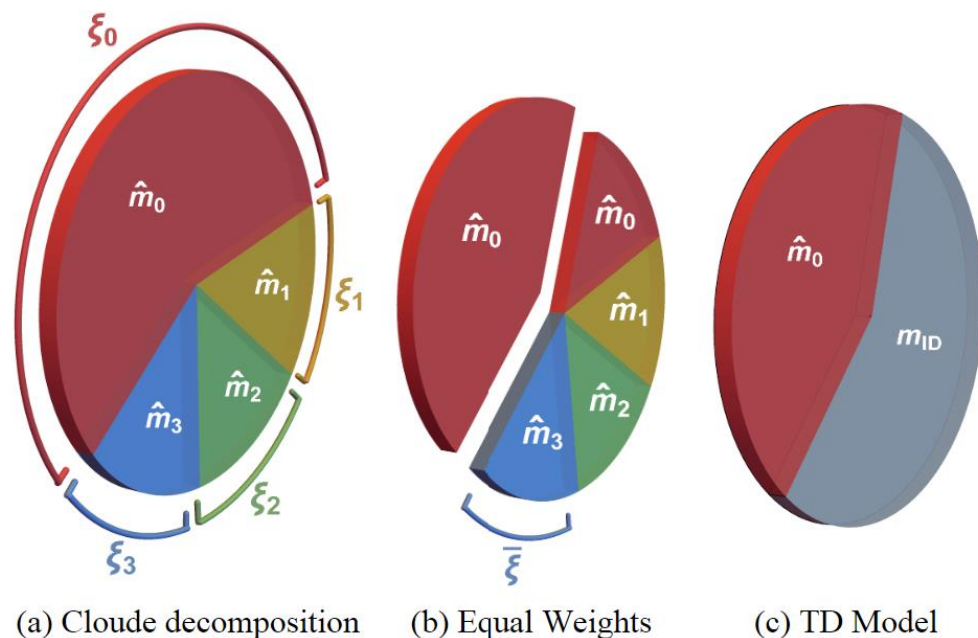 ξ₀
m̂₀
m̂₁
ξ₁
m̂₂
m̂₃
ξ₂
ξ₃
(a) Cloude decomposition
m̂₀
m̂₀
m̂₁
m̂₂
m̂₃
ξ̄
(b) Equal Weights
m̂₀
m_ID
(c) TD Model